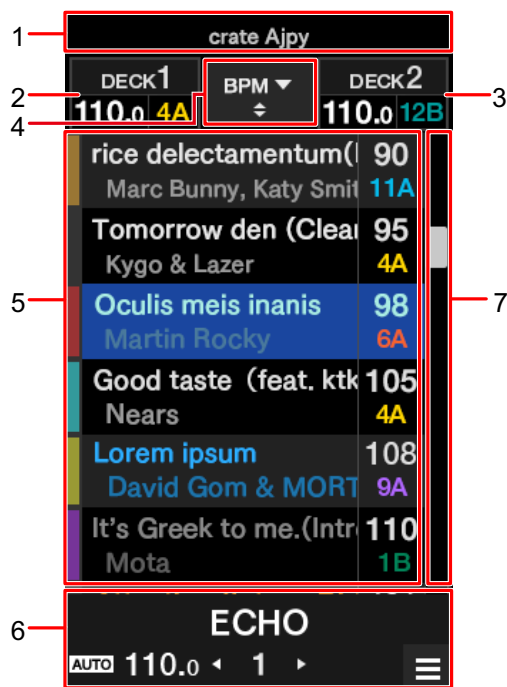 1
crate Ajpy
2
DECK1
110.0 4A
4
BPM
DECK2
110.0 12B
3
5
rice delectamentum(
90
Marc Bunny, Katy Smit
11A
Tomorrow den (Clear
95
Kygo & Lazer
4A
Oculis meis inanis
98
Martin Rocky
6A
Good taste (feat. ktk
105
Nears
4A
Lorem ipsum
108
David Gom & MORT
9A
It's Greek to me.(Intr
110
Mota
1B
7
6
ECHO
AUTO 110.0 1